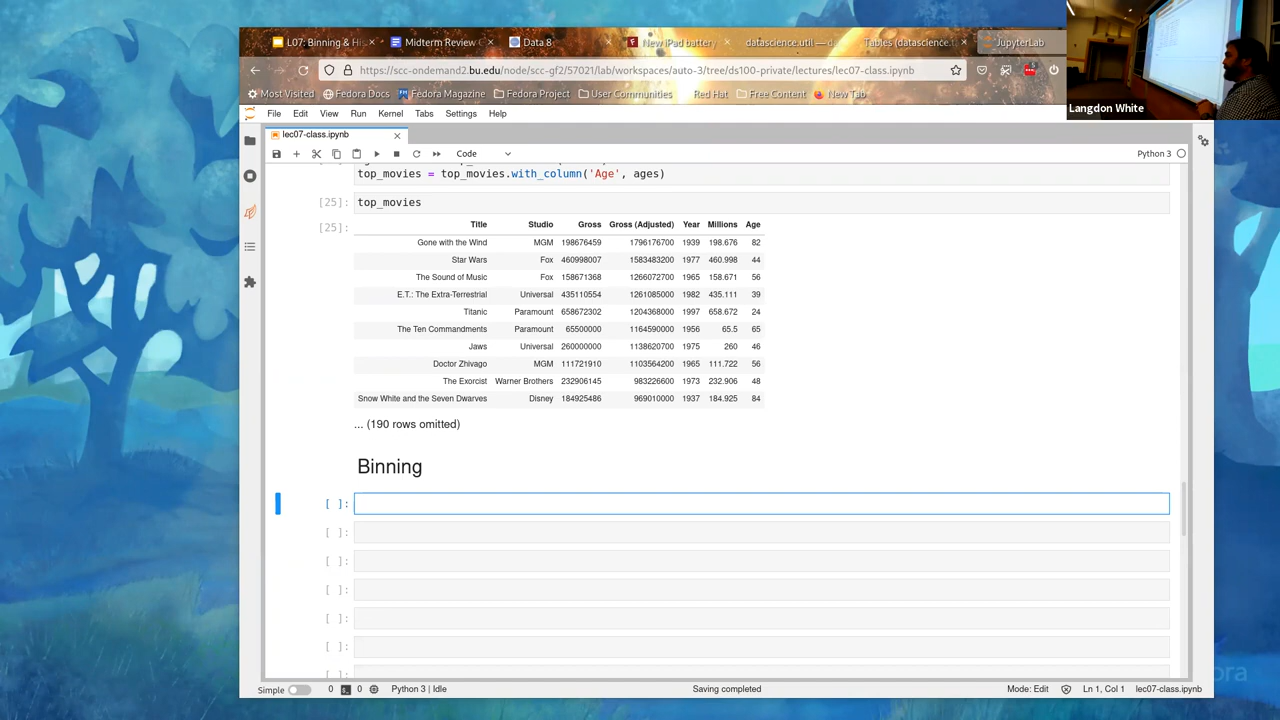 L07: Binning & Hi
Midterm Review
Data 8
New iPad battery
datascience.util — da
Tables (datascience.t
JupyterLab
https://scc-ondemand2.bu.edu/node/scc-gf2/57021/lab/workspaces/auto-3/tree/ds100-private/lectures/lec07-class.ipynb
Most Visited Fedora Docs Fedora Magazine Fedora Project User Communities Red Hat Free Content New Tab
Langdon White
File Edit View Run Kernel Tabs Settings Help
lec07-class.ipynb
Code
Python 3
top_movies = top_movies.with_column('Age', ages)
[25]: top_movies
[25]: Title Studio Gross Gross (Adjusted) Year Millions Age
Gone with the Wind MGM 198676459 1796176700 1939 198.676 82
Star Wars Fox 460998007 1583483200 1977 460.998 44
The Sound of Music Fox 158671368 1266072700 1965 158.671 56
E.T.: The Extra-Terrestrial Universal 435110554 1261085000 1982 435.111 39
Titanic Paramount 658672302 1204368000 1997 658.672 24
The Ten Commandments Paramount 65500000 1164590000 1956 65.5 65
Jaws Universal 260000000 1138620700 1975 260 46
Doctor Zhivago MGM 111721910 1103564200 1965 111.722 56
The Exorcist Warner Brothers 232906145 983226600 1973 232.906 48
Snow White and the Seven Dwarves Disney 184925486 969010000 1937 184.925 84
... (190 rows omitted)
Binning
[ ]:
[ ]:
[ ]:
[ ]:
[ ]:
[ ]:
[ ]:
Simple 0 0 Python 3 | Idle Saving completed Mode: Edit Ln 1, Col 1 lec07-class.ipynb